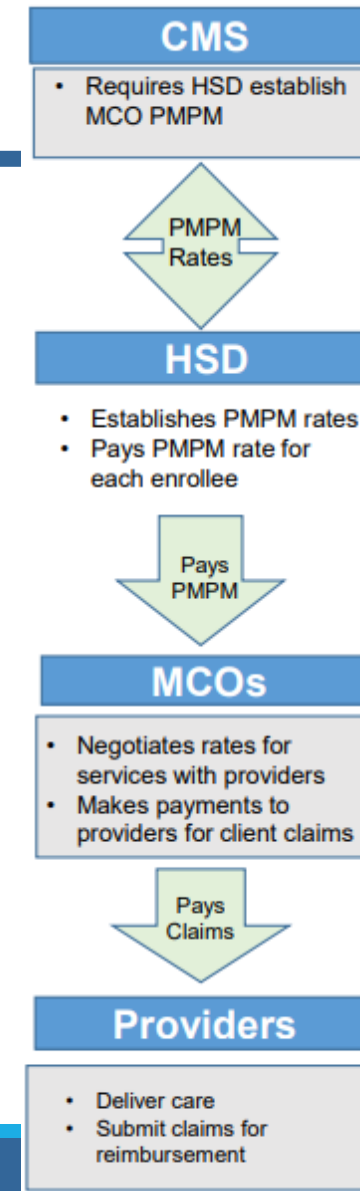 CMS
• Requires HSD establish
MCO PMPM
PMPM
Rates
HSD
• Establishes PMPM rates
• Pays PMPM rate for
each enrollee
Pays
PMPM
MCOs
• Negotiates rates for
services with providers
• Makes payments to
providers for client claims
Pays
Claims
Providers
• Deliver care
• Submit claims for
reimbursement